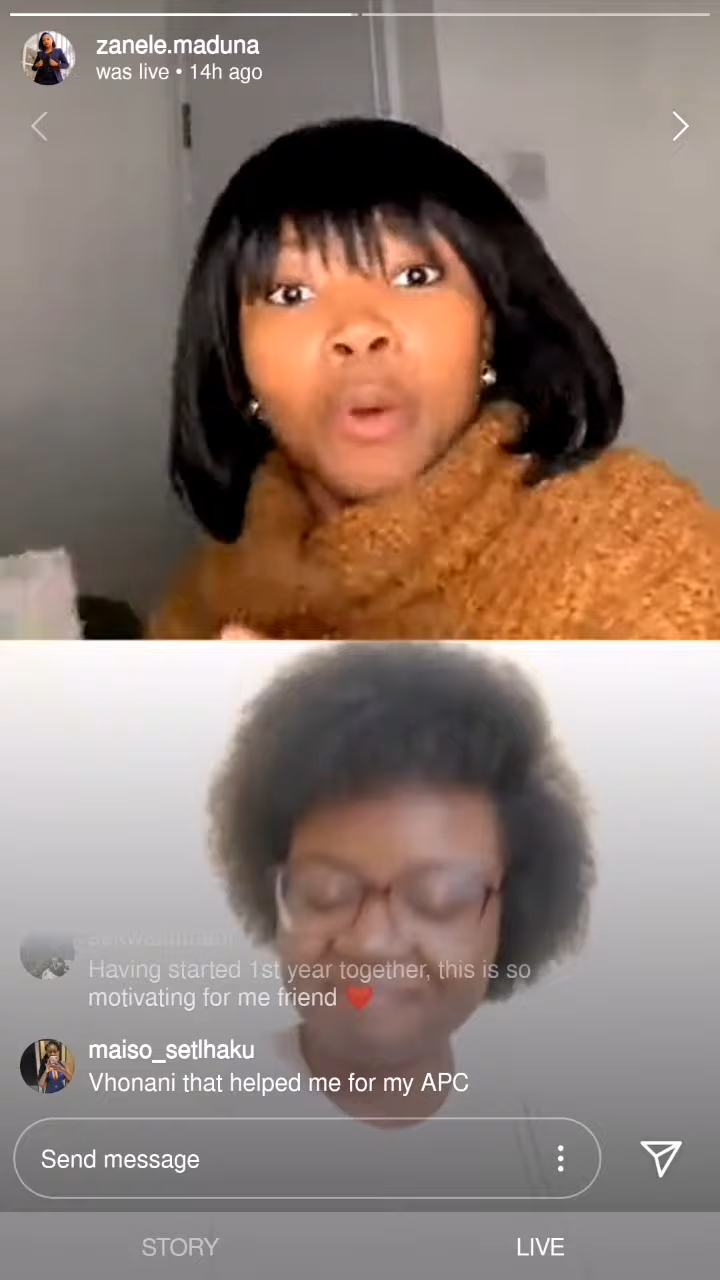 zanele.maduna
was live • 14h ago
Having started 1st year together, this is so
motivating for me friend ❤️
maiso_setlhaku
Vhonani that helped me for my APC
Send message
STORY
LIVE